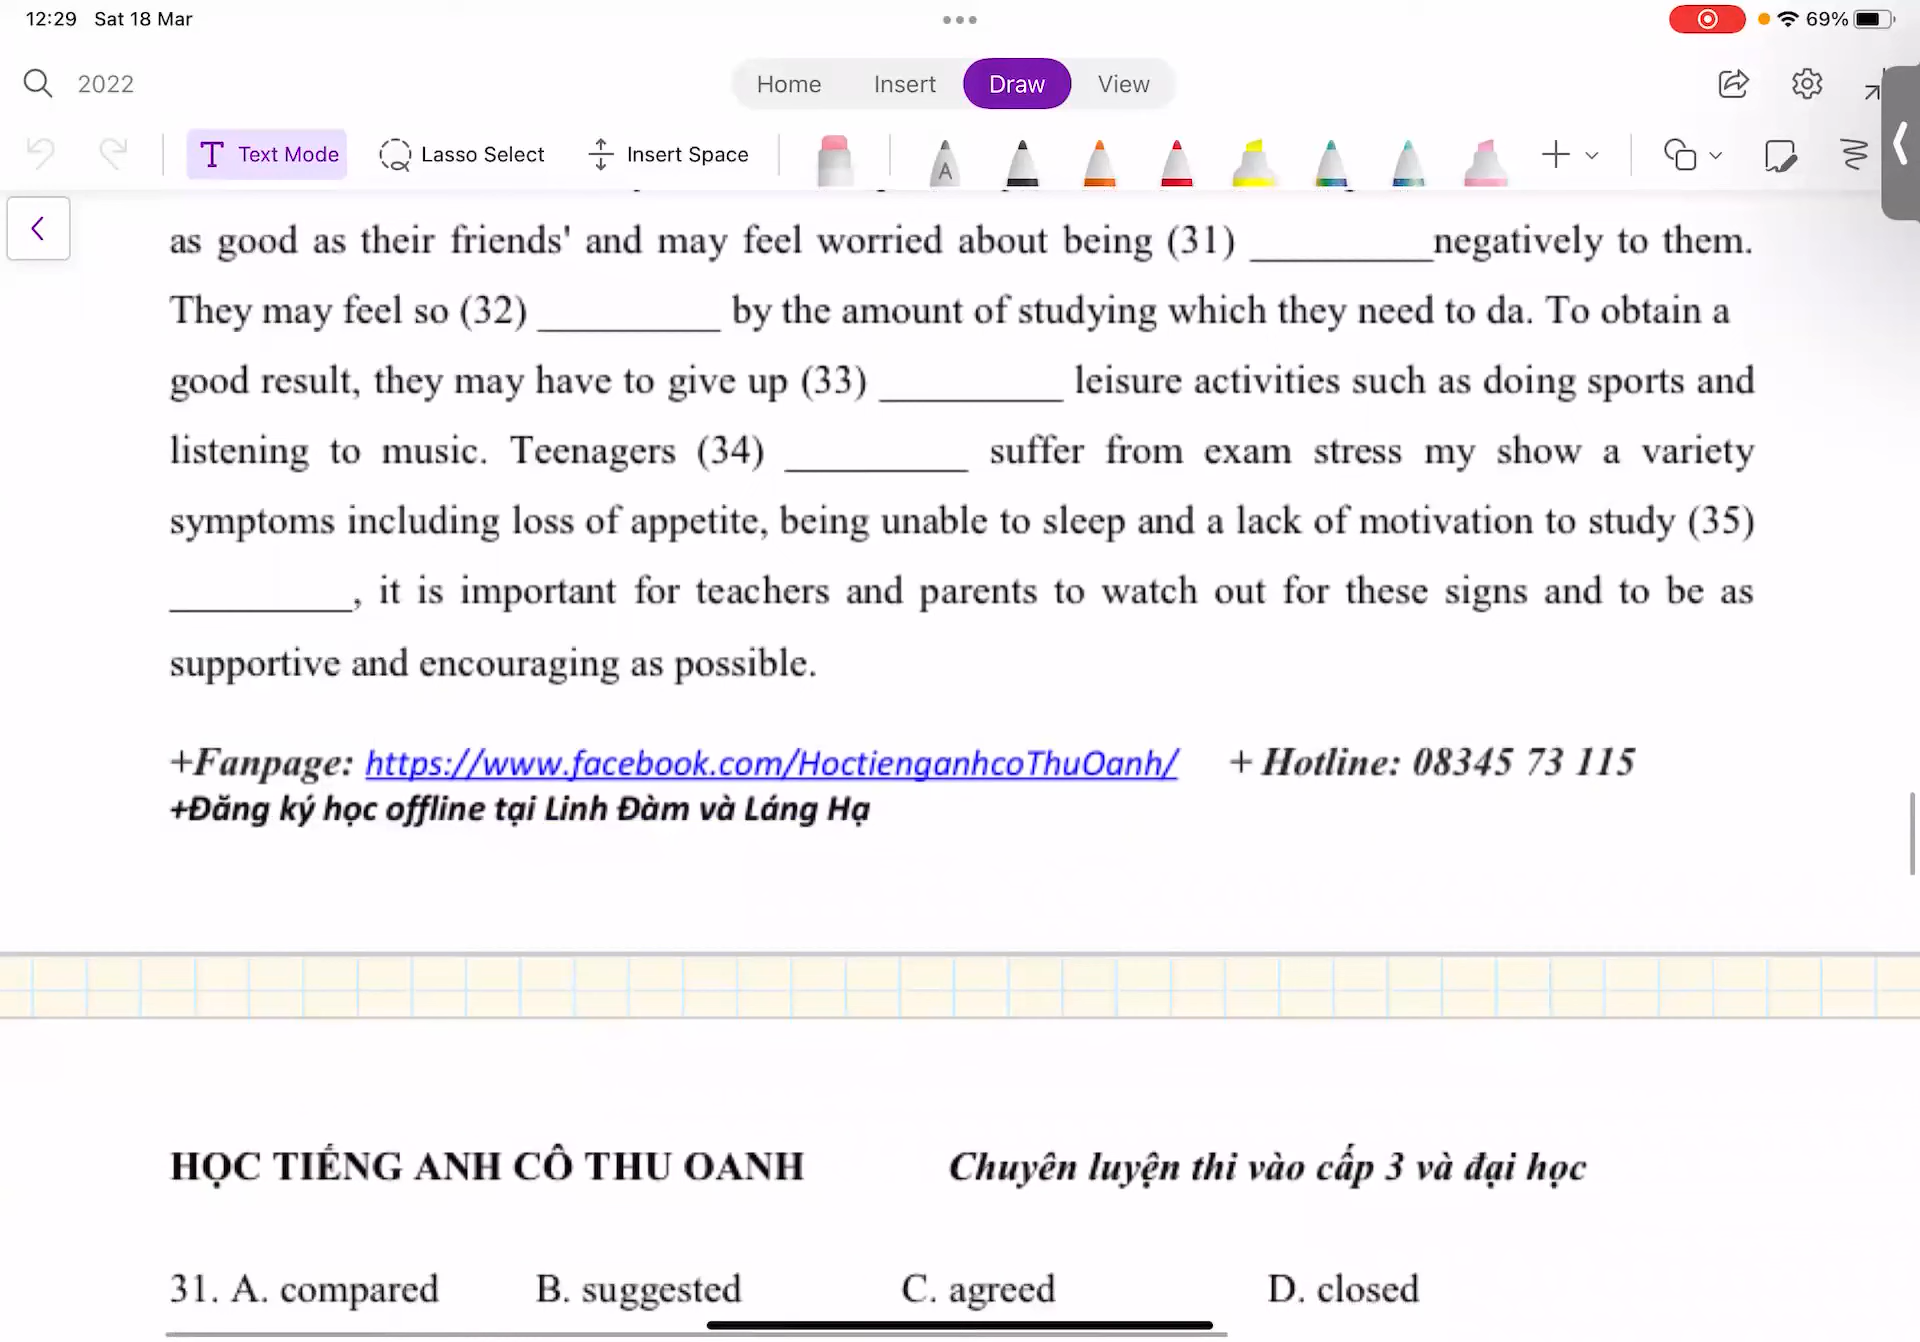 12:29 Sat 18 Mar
69%
2022
Home Insert Draw View
Text Mode Lasso Select Insert Space
A
as good as their friends' and may feel worried about being (31) _________negatively to them.
They may feel so (32) _________ by the amount of studying which they need to da. To obtain a
good result, they may have to give up (33) _________ leisure activities such as doing sports and
listening to music. Teenagers (34) _________ suffer from exam stress my show a variety
symptoms including loss of appetite, being unable to sleep and a lack of motivation to study (35)
_________, it is important for teachers and parents to watch out for these signs and to be as
supportive and encouraging as possible.
+Fanpage: https://www.facebook.com/HoctienganhcoThuOanh/ + Hotline: 08345 73 115
+Đăng ký học offline tại Linh Đàm và Láng Hạ
HỌC TIẾNG ANH CÔ THU OANH Chuyên luyện thi vào cấp 3 và đại học
31. A. compared B. suggested C. agreed D. closed